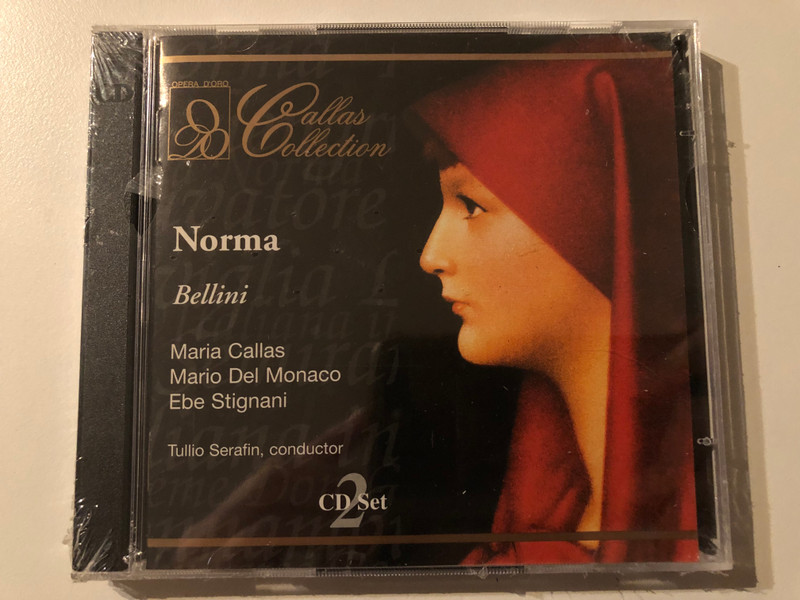 OPERA D'ORO
Callas
Collection
Norma
Bellini
Maria Callas
Mario Del Monaco
Ebe Stignani
Tullio Serafin, conductor
2
CD Set